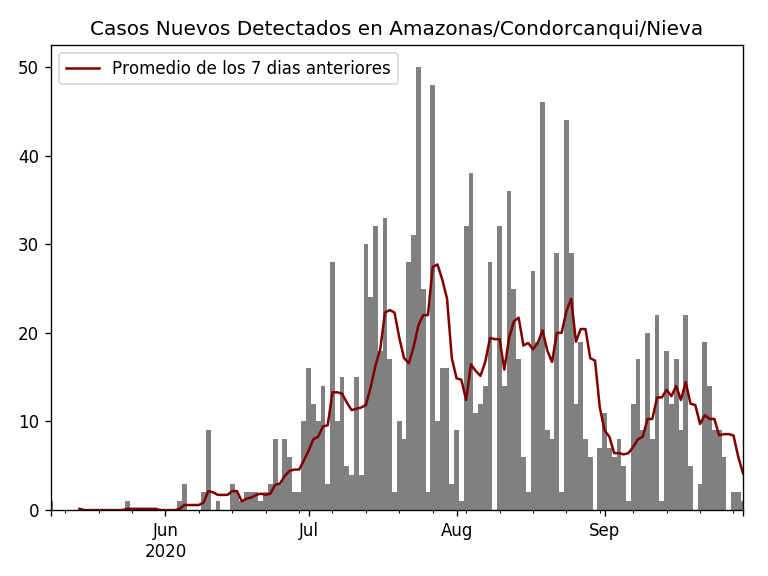 Casos Nuevos Detectados en Amazonas/Condorcanqui/Nieva
Promedio de los 7 dias anteriores
50
40
30
20
10
0
Jun Jul Aug Sep
2020